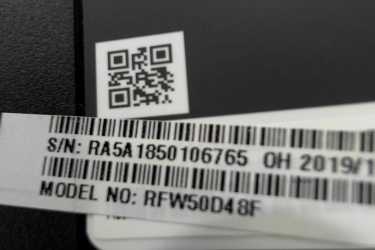 S/N: RA5A1850106765 OH 2019/1
MODEL NO: RFW50D48F